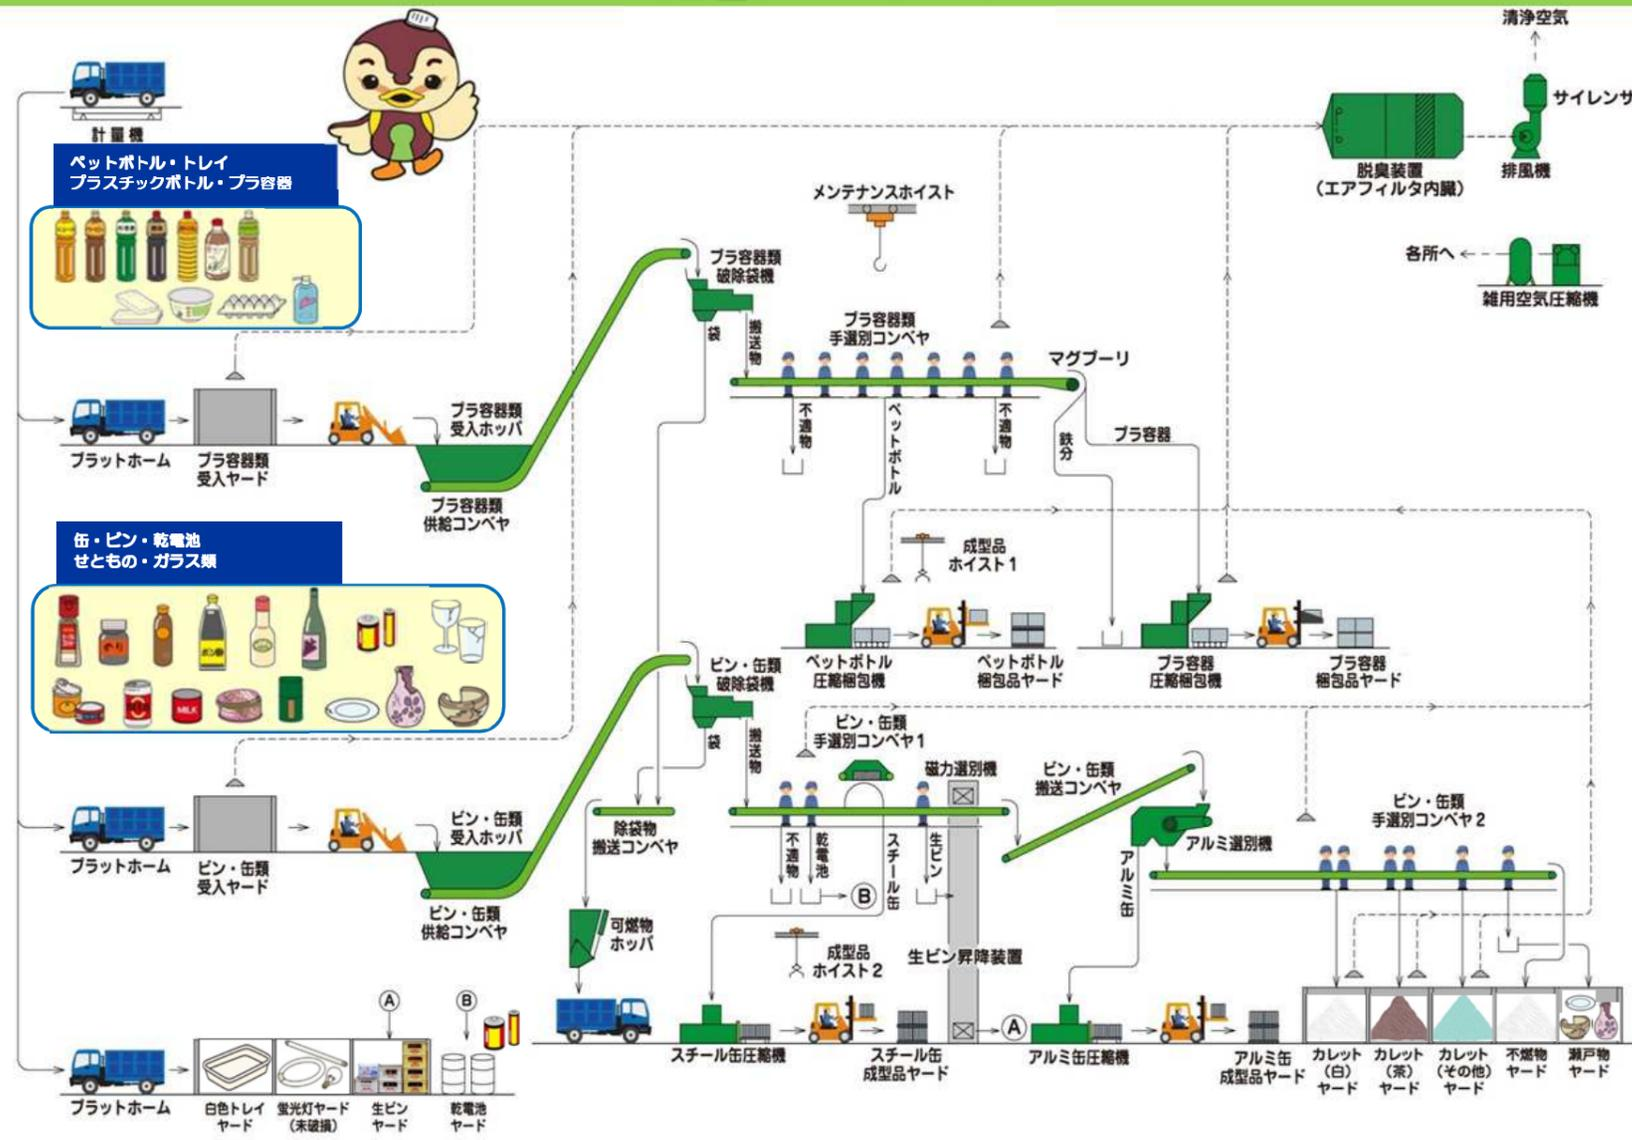 清浄空気
サイレンサ
計量機
ペットボトル・トレイ
プラスチックボトル・プラ容器
脱臭装置
(エアフィルタ内臓)
排風機
メンテナンスホイスト
各所へ
雑用空気圧縮機
プラ容器類
破除袋機
袋
搬送物
プラ容器類
手選別コンベヤ
マグプーリ
不適物
ペットボトル
不適物
鉄分
プラ容器
プラットホーム
プラ容器類
受入ヤード
プラ容器類
受入ホッパ
プラ容器類
供給コンベヤ
成型品
ホイスト1
ペットボトル
圧縮梱包機
ペットボトル
梱包品ヤード
プラ容器
圧縮梱包機
プラ容器
梱包品ヤード
缶・ビン・乾電池
せともの・ガラス類
のり
ポン酢
MILK
ビン・缶類
破除袋機
袋
搬送物
ビン・缶類
手選別コンベヤ1
磁力選別機
ビン・缶類
搬送コンベヤ
アルミ選別機
アルミ缶
ビン・缶類
手選別コンベヤ2
プラットホーム
ビン・缶類
受入ヤード
ビン・缶類
受入ホッパ
ビン・缶類
供給コンベヤ
除袋物
搬送コンベヤ
不適物
乾電池
B
スチール缶
生ビン
可燃物
ホッパ
成型品
ホイスト2
生ビン昇降装置
A
スチール缶圧縮機
スチール缶
成型品ヤード
アルミ缶圧縮機
アルミ缶
成型品ヤード
カレット
(白)
ヤード
カレット
(茶)
ヤード
カレット
(その他)
ヤード
不燃物
ヤード
瀬戸物
ヤード
A
B
プラットホーム
白色トレイ
ヤード
蛍光灯ヤード
(未破損)
生ビン
ヤード
乾電池
ヤード